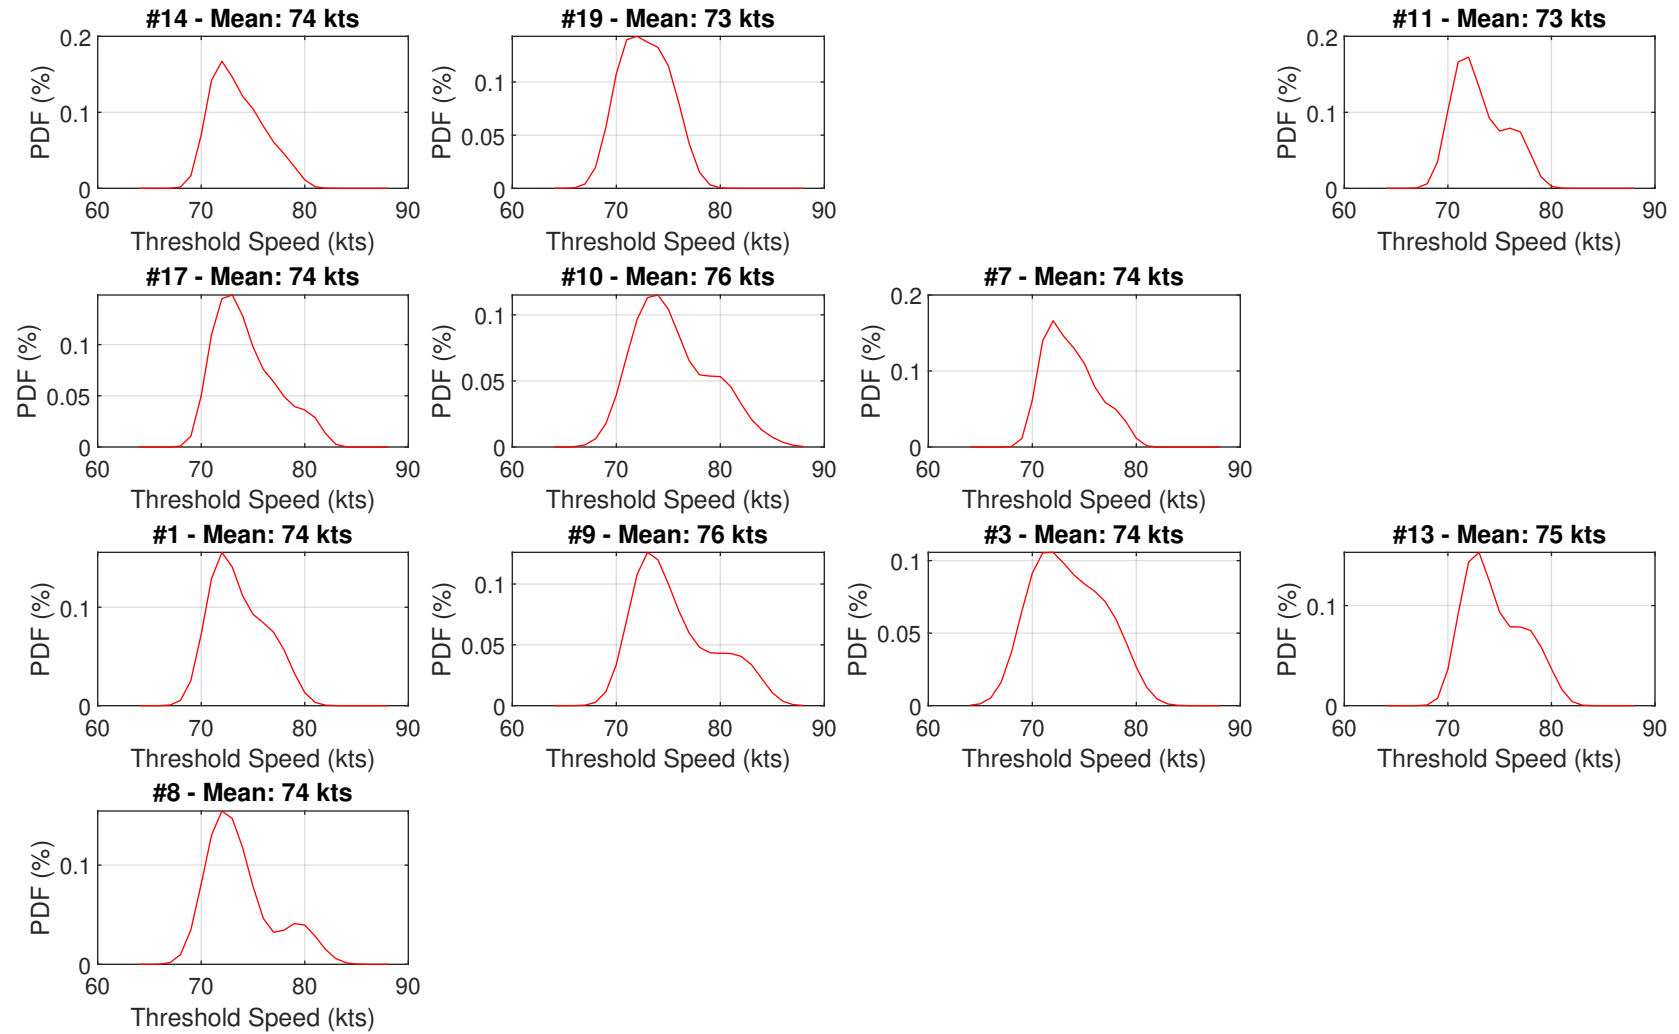 #14 - Mean: 74 kts
PDF (%)
0.2
0.1
0
60 70 80 90
Threshold Speed (kts)
#19 - Mean: 73 kts
PDF (%)
0.1
0.05
0
60 70 80 90
Threshold Speed (kts)
#11 - Mean: 73 kts
PDF (%)
0.2
0.1
0
60 70 80 90
Threshold Speed (kts)
#17 - Mean: 74 kts
PDF (%)
0.1
0.05
0
60 70 80 90
Threshold Speed (kts)
#10 - Mean: 76 kts
PDF (%)
0.1
0.05
0
60 70 80 90
Threshold Speed (kts)
#7 - Mean: 74 kts
PDF (%)
0.2
0.1
0
60 70 80 90
Threshold Speed (kts)
#1 - Mean: 74 kts
PDF (%)
0.1
0
60 70 80 90
Threshold Speed (kts)
#9 - Mean: 76 kts
PDF (%)
0.1
0.05
0
60 70 80 90
Threshold Speed (kts)
#3 - Mean: 74 kts
PDF (%)
0.1
0.05
0
60 70 80 90
Threshold Speed (kts)
#13 - Mean: 75 kts
PDF (%)
0.1
0
60 70 80 90
Threshold Speed (kts)
#8 - Mean: 74 kts
PDF (%)
0.1
0
60 70 80 90
Threshold Speed (kts)